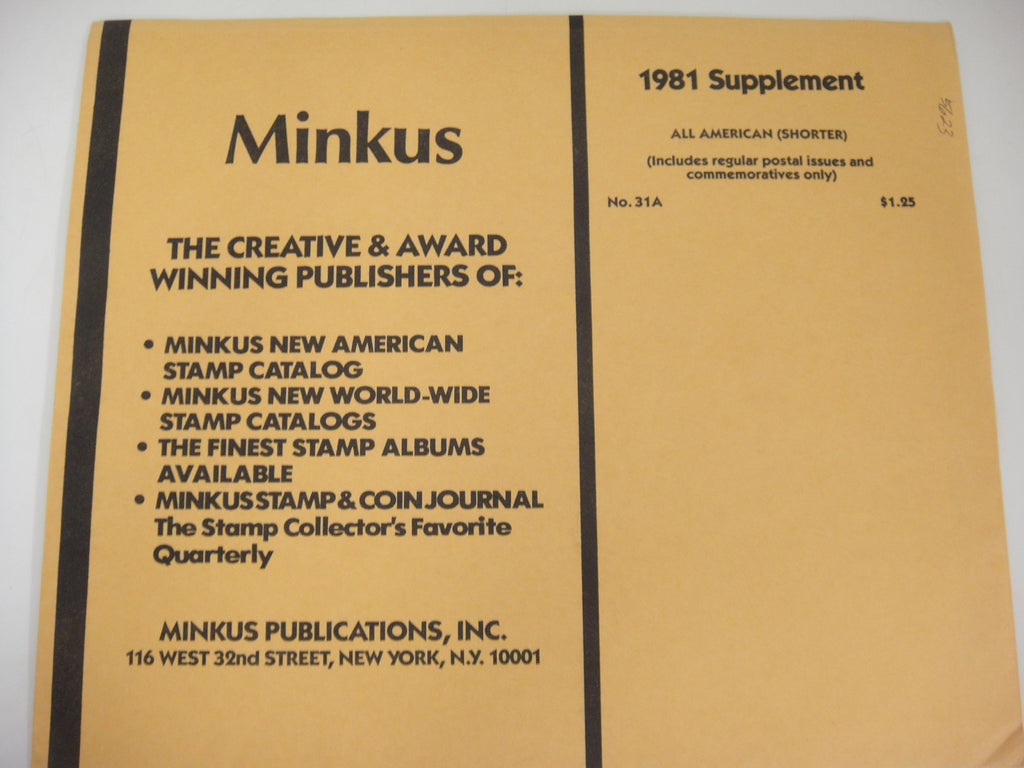 Minkus
THE CREATIVE & AWARD
WINNING PUBLISHERS OF:
• MINKUS NEW AMERICAN
STAMP CATALOG
• MINKUS NEW WORLD-WIDE
STAMP CATALOGS
• THE FINEST STAMP ALBUMS
AVAILABLE
• MINKUS STAMP & COIN JOURNAL
The Stamp Collector's Favorite
Quarterly
MINKUS PUBLICATIONS, INC.
116 WEST 32nd STREET, NEW YORK, N.Y. 10001
1981 Supplement
ALL AMERICAN (SHORTER)
(Includes regular postal issues and
commemoratives only)
No. 31A $1.25